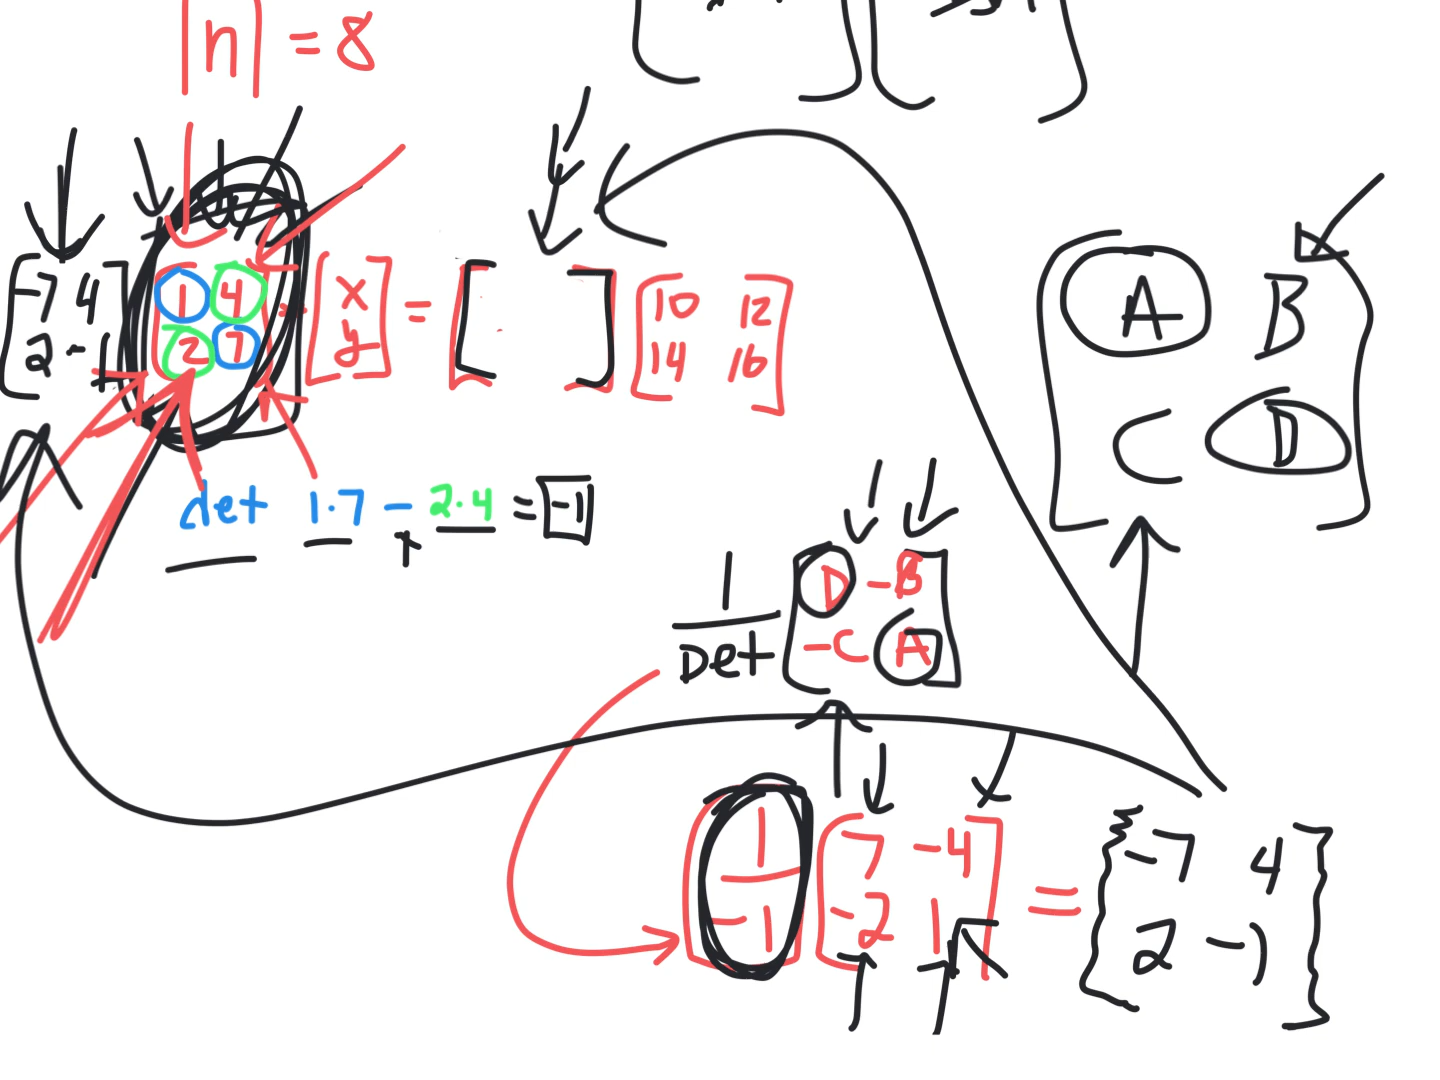 |n| = 8
-7 4
2 -1
1 4
2 7
x
y
=
10 12
14 16
A B
C D
det 1·7 - 2·4 = -1
1
Det
D -B
-C A
1
-1
7 -4
-2 1
=
-7 4
2 -1